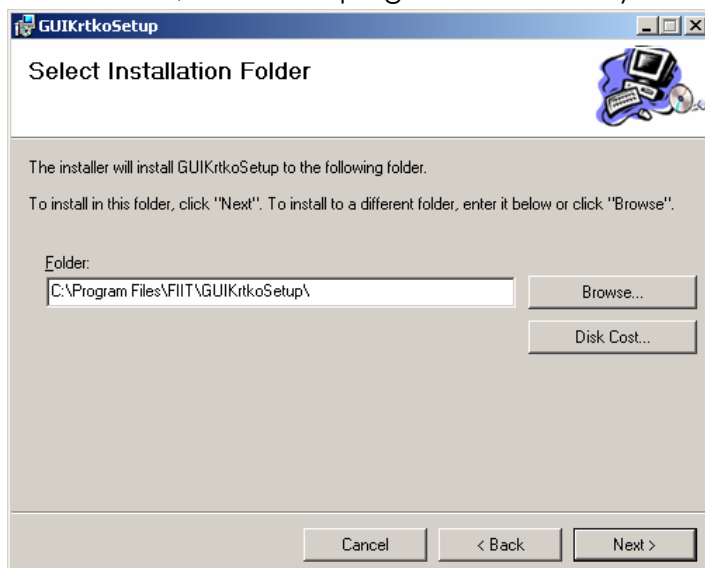 GUIKrtkoSetup
Select Installation Folder
The installer will install GUIKrtkoSetup to the following folder.
To install in this folder, click "Next". To install to a different folder, enter it below or click "Browse".
Folder:
C:\Program Files\FIIT\GUIKrtkoSetup\
Browse...
Disk Cost...
Cancel
< Back
Next >